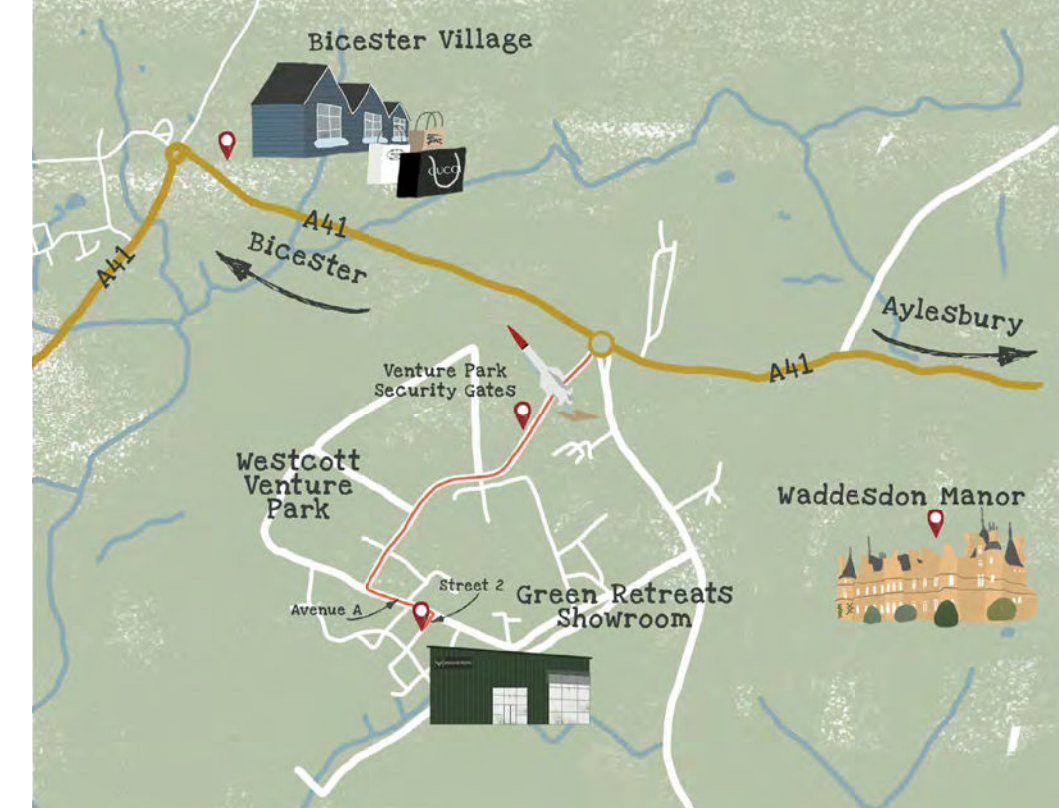 Bicester Village
GUCCI
A41
A41
Bicester
Aylesbury
A41
Venture Park
Security Gates
Westcott
Venture
Park
Waddesdon Manor
Street 2
Avenue A
Green Retreats
Showroom